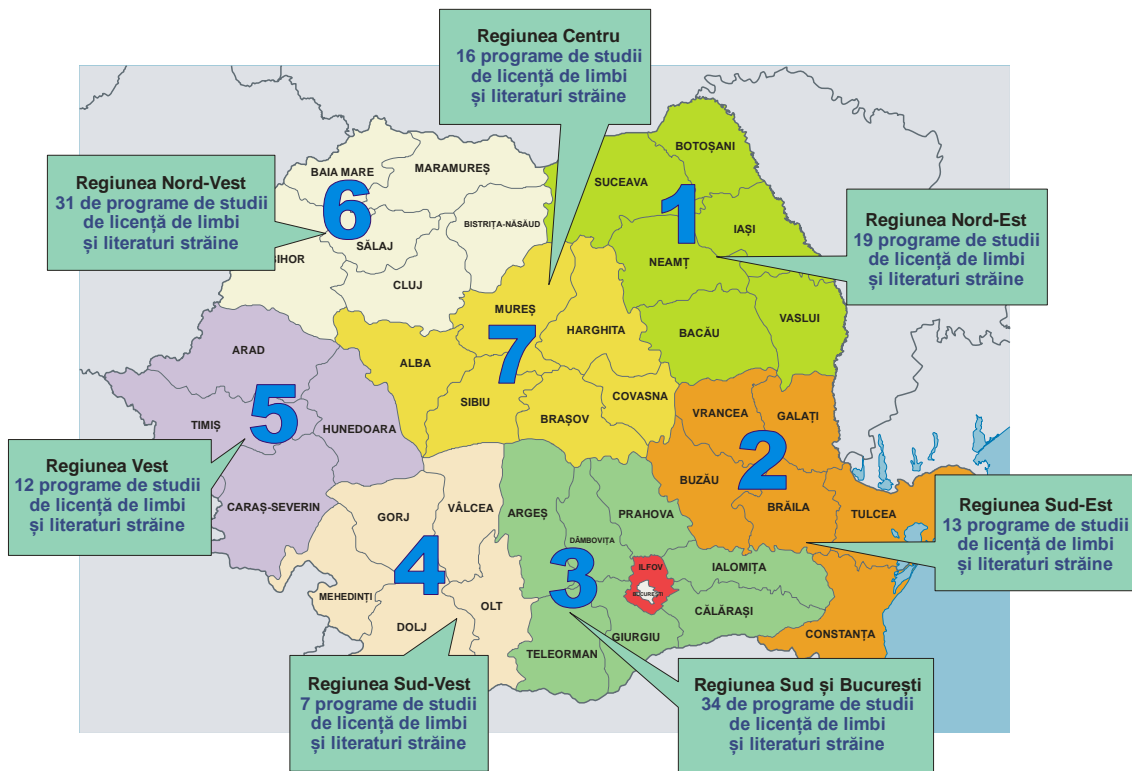 Regiunea Centru
16 programe de studii
de licență de limbi
și literaturi străine
Regiunea Nord-Vest
31 de programe de studii
de licență de limbi
și literaturi străine
Regiunea Nord-Est
19 programe de studii
de licență de limbi
și literaturi străine
Regiunea Vest
12 programe de studii
de licență de limbi
și literaturi străine
Regiunea Sud-Est
13 programe de studii
de licență de limbi
și literaturi străine
Regiunea Sud-Vest
7 programe de studii
de licență de limbi
și literaturi străine
Regiunea Sud și București
34 de programe de studii
de licență de limbi
și literaturi străine
BAIA MARE
MARAMUREȘ
6
SĂLAJ
BISTRIȚA-NĂSĂUD
IHOR
CLUJ
BOTOȘANI
SUCEAVA
1
IAȘI
NEAMȚ
BACĂU
VASLUI
MUREȘ
HARGHITA
7
ALBA
SIBIU
BRAȘOV
COVASNA
ARAD
5
TIMIȘ
HUNEDOARA
CARAȘ-SEVERIN
VRANCEA
GALAȚI
2
BUZĂU
BRĂILA
TULCEA
CONSTANȚA
GORJ
VÂLCEA
4
MEHEDINȚI
DOLJ
OLT
ARGEȘ
DÂMBOVIȚA
PRAHOVA
3
ILFOV
BUCUREȘTI
IALOMIȚA
CĂLĂRAȘI
GIURGIU
TELEORMAN